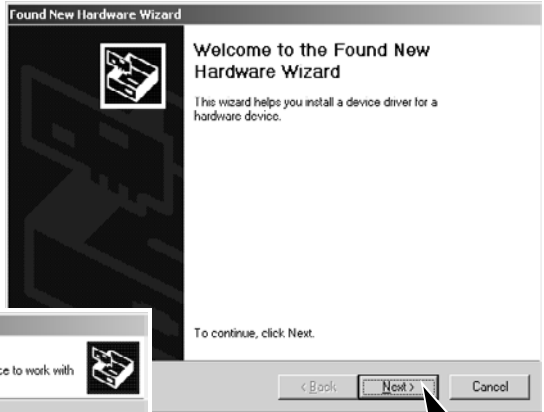 Found New Hardware Wizard
Welcome to the Found New
Hardware Wizard
This wizard helps you install a device driver for a
hardware device.
To continue, click Next.
ce to work with
< Back
Next >
Cancel